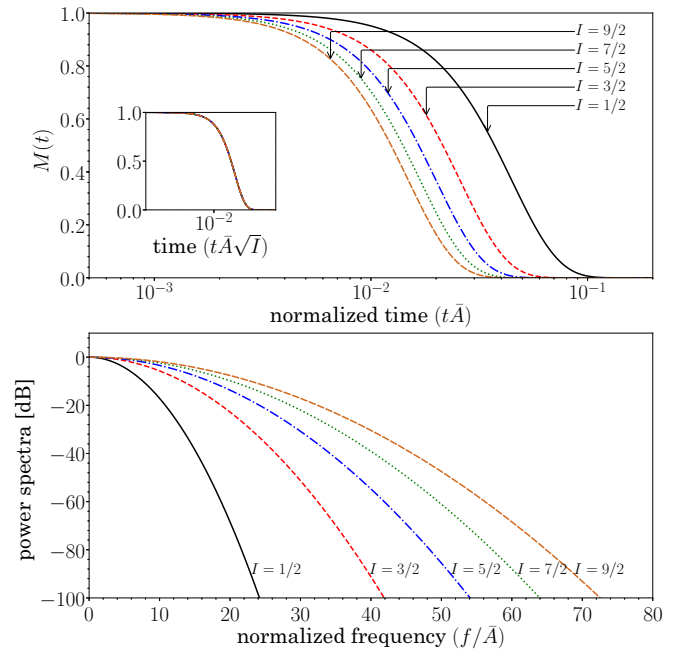 1.0
0.8
0.6
0.4
0.2
0.0
M(t)
I = 9/2
I = 7/2
I = 5/2
I = 3/2
I = 1/2
1.0
0.5
0.0
10⁻²
time (tĀ√I)
10⁻³
10⁻²
10⁻¹
normalized time (tĀ)
0
−20
−40
−60
−80
−100
power spectra [dB]
I = 1/2
I = 3/2
I = 5/2
I = 7/2
I = 9/2
0
10
20
30
40
50
60
70
80
normalized frequency (f/Ā)